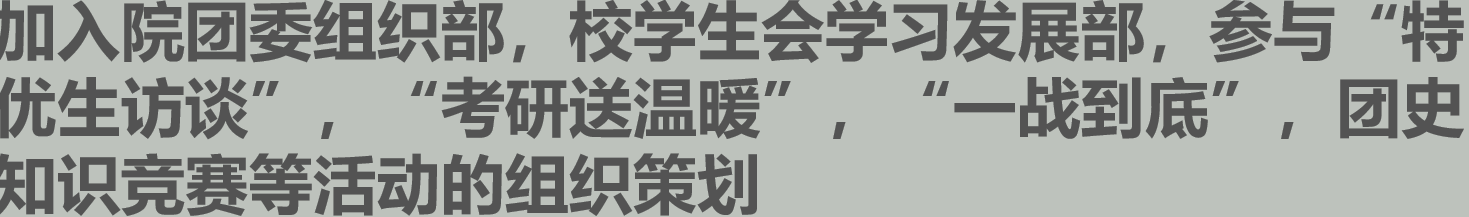 加入院团委组织部，校学生会学习发展部，参与“特
优生访谈”，“考研送温暖”，“一战到底”，团史
知识竞赛等活动的组织策划